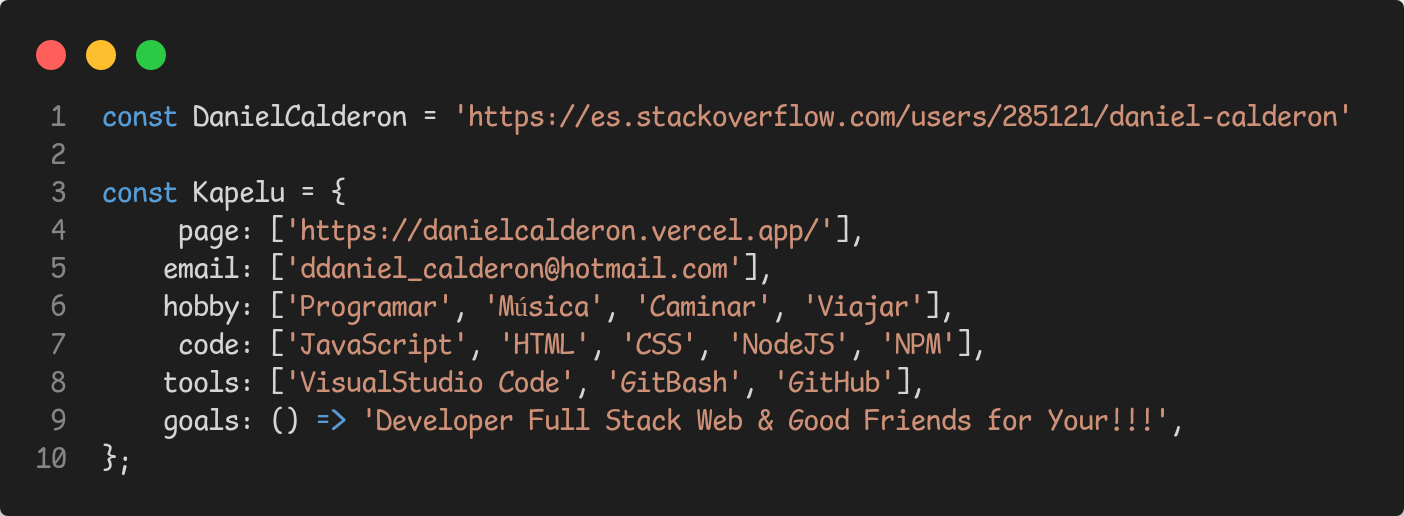 1 const DanielCalderon = 'https://es.stackoverflow.com/users/285121/daniel-calderon'
2
3 const Kapelu = {
4 page: ['https://danielcalderon.vercel.app/'],
5 email: ['ddaniel_calderon@hotmail.com'],
6 hobby: ['Programar', 'Música', 'Caminar', 'Viajar'],
7 code: ['JavaScript', 'HTML', 'CSS', 'NodeJS', 'NPM'],
8 tools: ['VisualStudio Code', 'GitBash', 'GitHub'],
9 goals: () => 'Developer Full Stack Web & Good Friends for Your!!!',
10 };